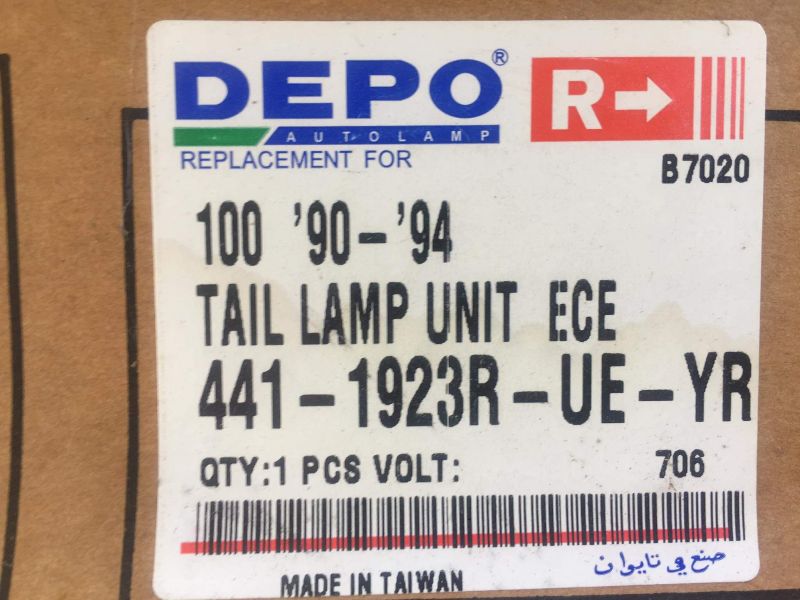 DEPO®
AUTOLAMP
REPLACEMENT FOR
R→
B7020
100 '90-'94
TAIL LAMP UNIT ECE
441-1923R-UE-YR
QTY:1 PCS VOLT:
706
صنع في تايوان
MADE IN TAIWAN